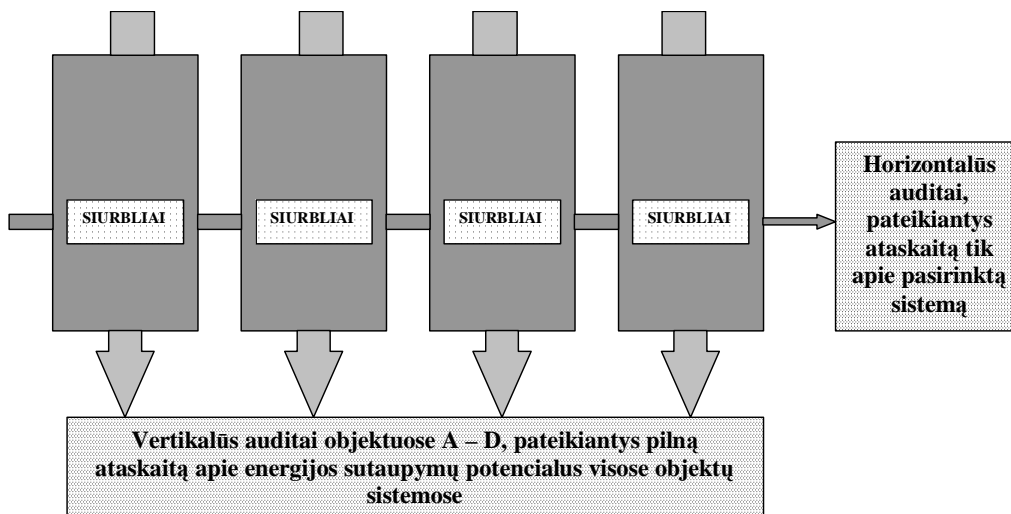 SIURBLIAI
SIURBLIAI
SIURBLIAI
SIURBLIAI
Horizontalūs
auditai,
pateikiantys
ataskaitą tik
apie pasirinktą
sistemą
Vertikalūs auditai objektuose A – D, pateikiantys pilną
ataskaitą apie energijos sutaupymų potencialus visose objektų
sistemose